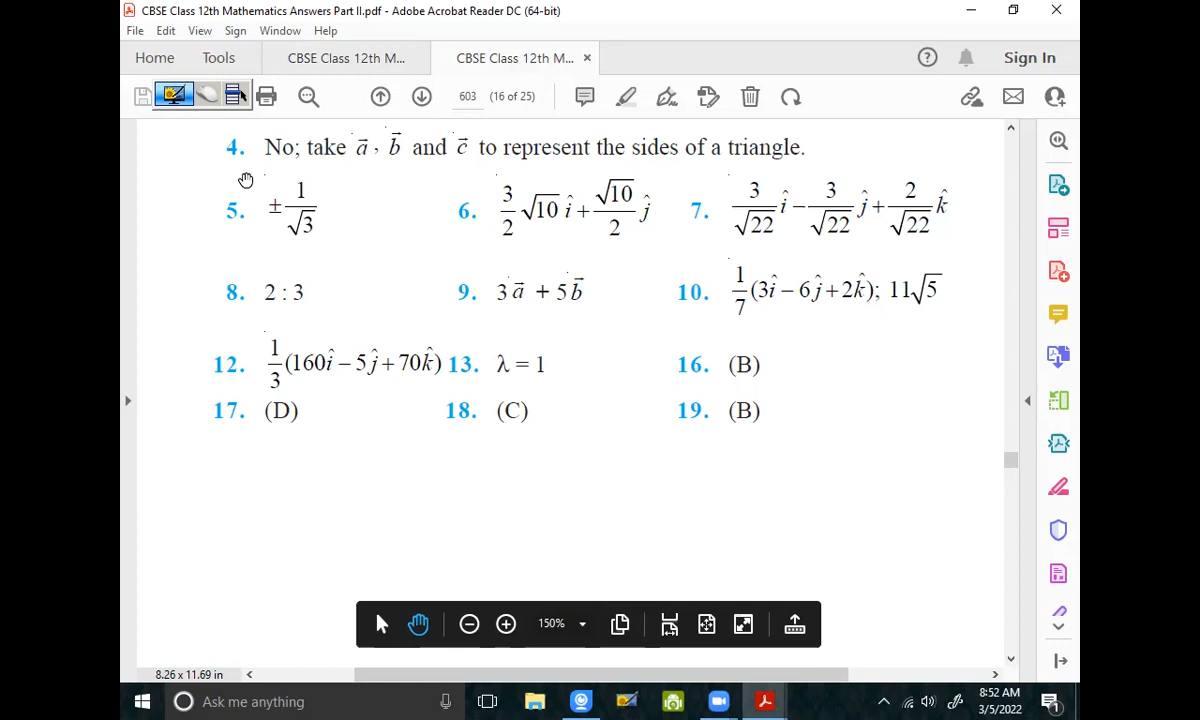 CBSE Class 12th Mathematics Answers Part II.pdf - Adobe Acrobat Reader DC (64-bit)
File Edit View Sign Window Help
Home Tools CBSE Class 12th M... CBSE Class 12th M... × Sign In
603 (16 of 25)
4. No; take a⃗, b⃗ and c⃗ to represent the sides of a triangle.
5. ± 1/√3 6. 3/2 √10 î + √10/2 ĵ 7. 3/√22 î − 3/√22 ĵ + 2/√22 k̂
8. 2 : 3 9. 3 a⃗ + 5 b⃗ 10. 1/7 (3î − 6ĵ + 2k̂); 11√5
12. 1/3 (160î − 5ĵ + 70k̂) 13. λ = 1 16. (B)
17. (D) 18. (C) 19. (B)
150%
8.26 x 11.69 in
Ask me anything
8:52 AM
3/5/2022
1